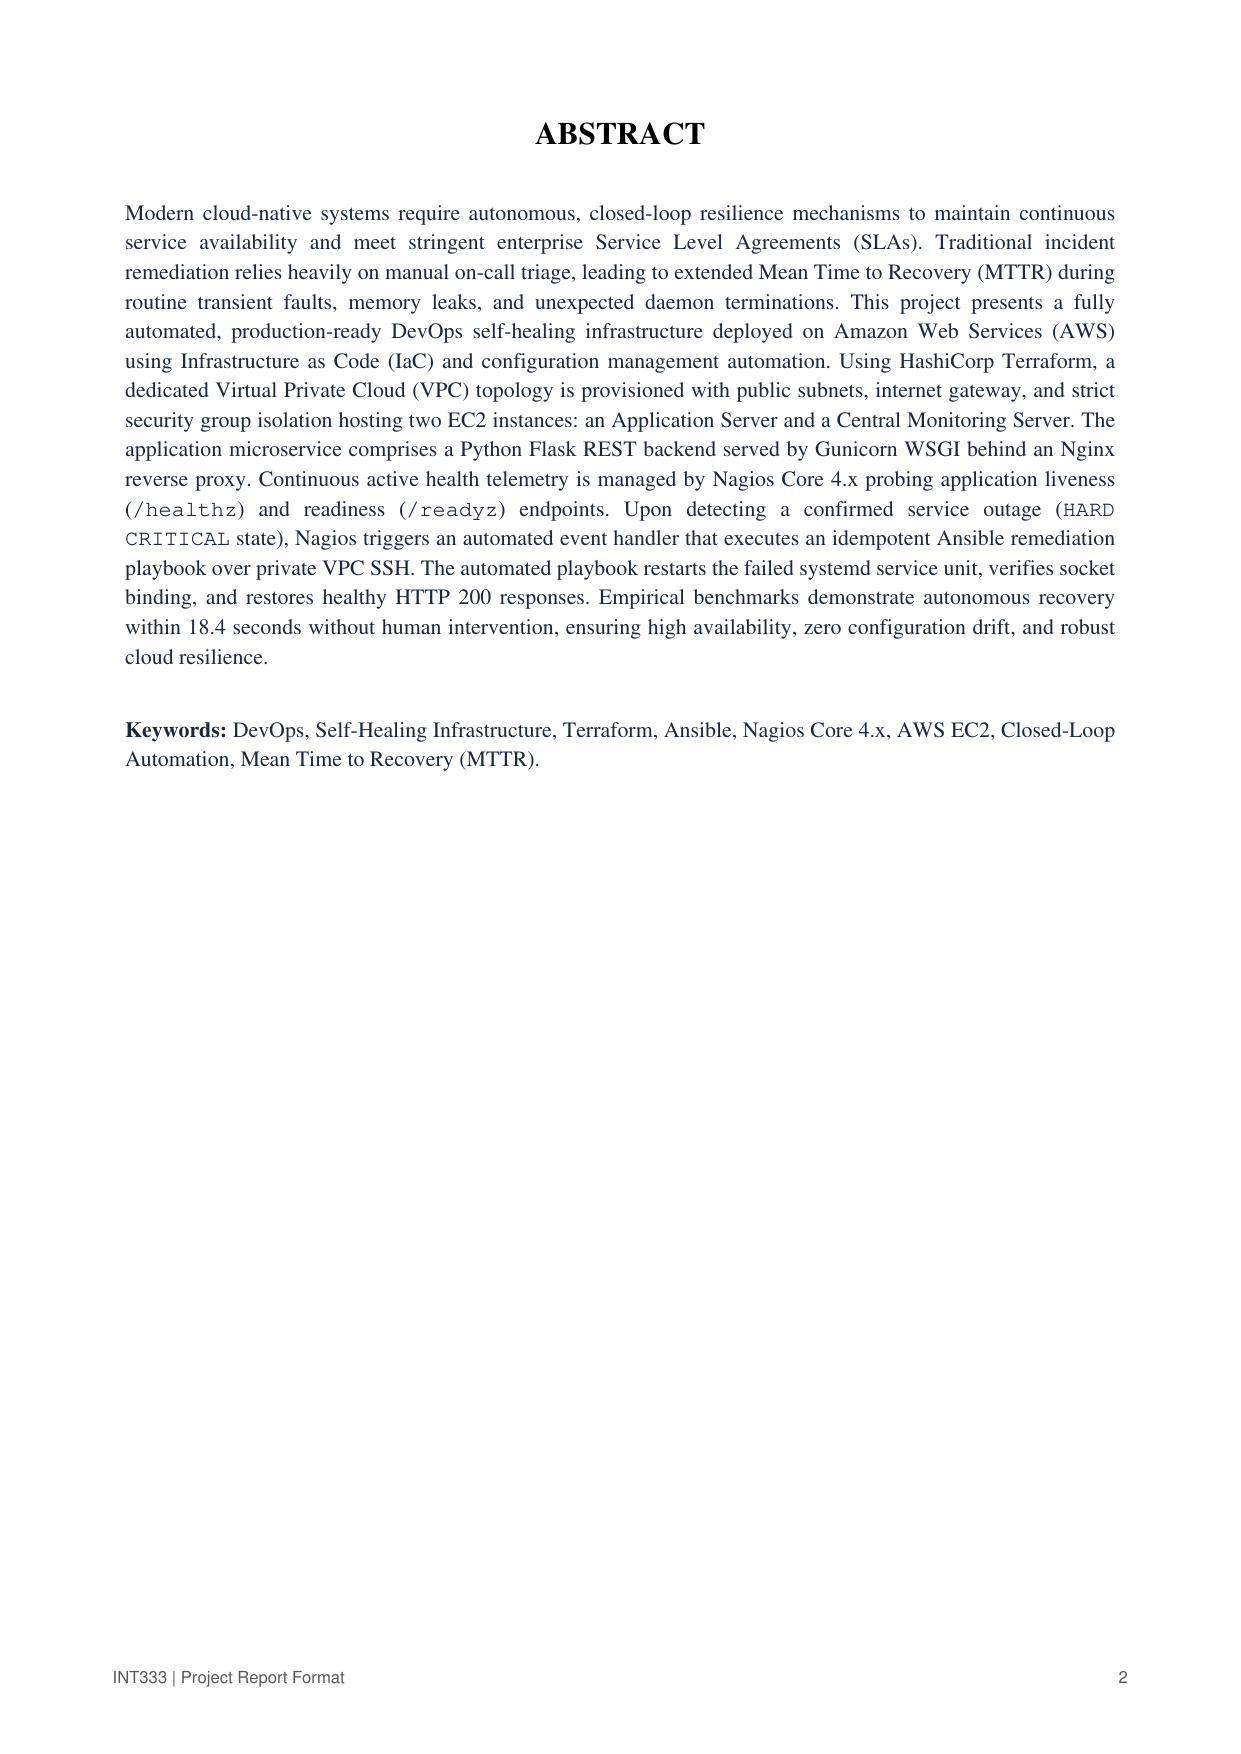 ABSTRACT
Modern cloud-native systems require autonomous, closed-loop resilience mechanisms to maintain continuous
service availability and meet stringent enterprise Service Level Agreements (SLAs). Traditional incident
remediation relies heavily on manual on-call triage, leading to extended Mean Time to Recovery (MTTR) during
routine transient faults, memory leaks, and unexpected daemon terminations. This project presents a fully
automated, production-ready DevOps self-healing infrastructure deployed on Amazon Web Services (AWS)
using Infrastructure as Code (IaC) and configuration management automation. Using HashiCorp Terraform, a
dedicated Virtual Private Cloud (VPC) topology is provisioned with public subnets, internet gateway, and strict
security group isolation hosting two EC2 instances: an Application Server and a Central Monitoring Server. The
application microservice comprises a Python Flask REST backend served by Gunicorn WSGI behind an Nginx
reverse proxy. Continuous active health telemetry is managed by Nagios Core 4.x probing application liveness
(/healthz) and readiness (/readyz) endpoints. Upon detecting a confirmed service outage (HARD
CRITICAL state), Nagios triggers an automated event handler that executes an idempotent Ansible remediation
playbook over private VPC SSH. The automated playbook restarts the failed systemd service unit, verifies socket
binding, and restores healthy HTTP 200 responses. Empirical benchmarks demonstrate autonomous recovery
within 18.4 seconds without human intervention, ensuring high availability, zero configuration drift, and robust
cloud resilience.
Keywords: DevOps, Self-Healing Infrastructure, Terraform, Ansible, Nagios Core 4.x, AWS EC2, Closed-Loop
Automation, Mean Time to Recovery (MTTR).
INT333 | Project Report Format 2